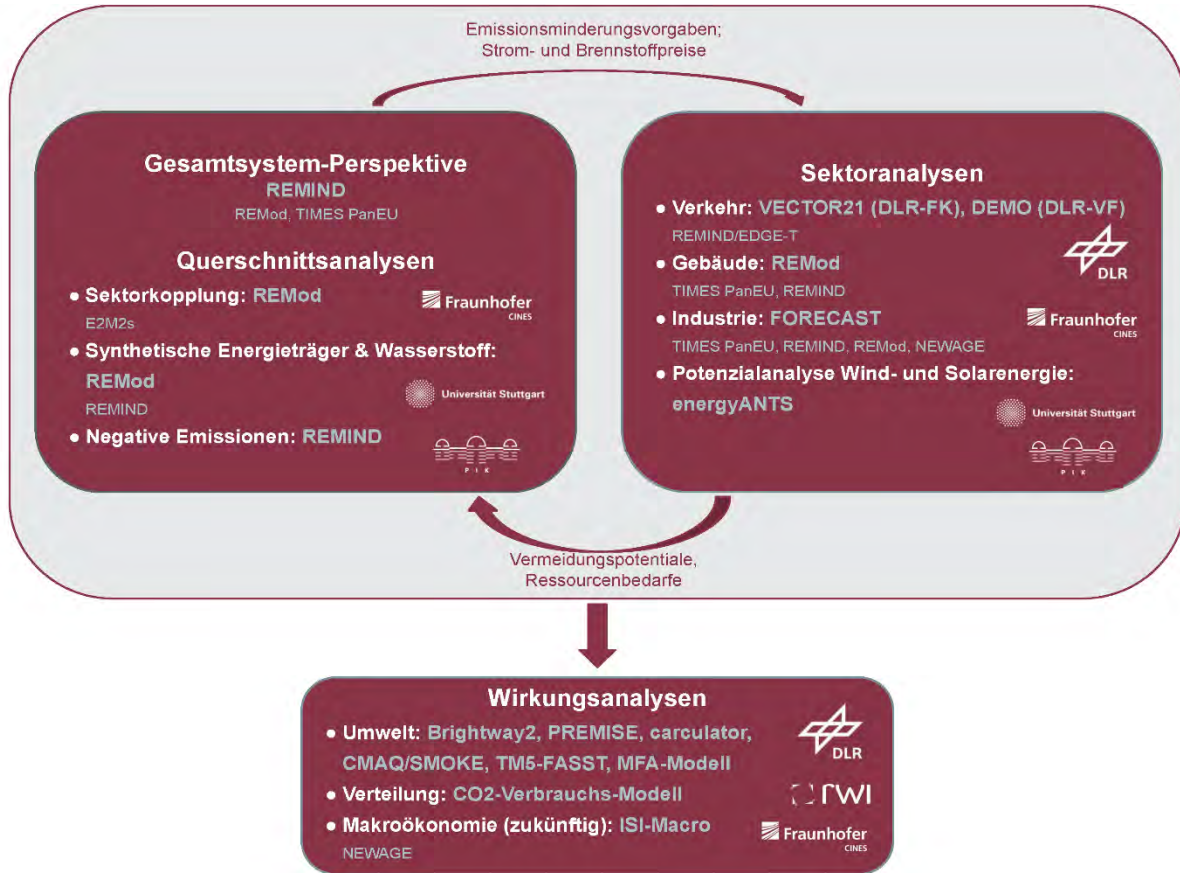 Emissionsminderungsvorgaben;
Strom- und Brennstoffpreise
Gesamtsystem-Perspektive
REMIND
REMod, TIMES PanEU
Querschnittsanalysen
● Sektorkopplung: REMod
E2M2s
● Synthetische Energieträger & Wasserstoff:
REMod
REMIND
● Negative Emissionen: REMIND
Fraunhofer
CINES
Universität Stuttgart
PIK
Sektoranalysen
● Verkehr: VECTOR21 (DLR-FK), DEMO (DLR-VF)
REMIND/EDGE-T
● Gebäude: REMod
TIMES PanEU, REMIND
● Industrie: FORECAST
TIMES PanEU, REMIND, REMod, NEWAGE
● Potenzialanalyse Wind- und Solarenergie:
energyANTS
DLR
Fraunhofer
CINES
Universität Stuttgart
PIK
Vermeidungspotentiale,
Ressourcenbedarfe
Wirkungsanalysen
● Umwelt: Brightway2, PREMISE, carculator,
CMAQ/SMOKE, TM5-FASST, MFA-Modell
● Verteilung: CO2-Verbrauchs-Modell
● Makroökonomie (zukünftig): ISI-Macro
NEWAGE
DLR
rwi
Fraunhofer
CINES